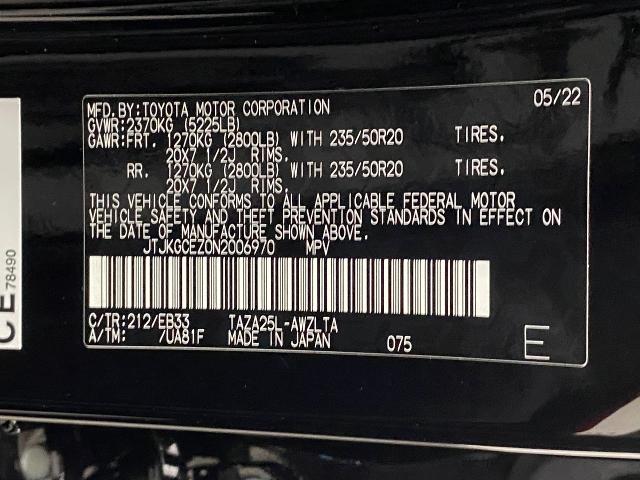 MFD.BY:TOYOTA MOTOR CORPORATION 05/22
GVWR:2370KG (5225LB)
GAWR:FRT. 1270KG (2800LB) WITH 235/50R20 TIRES.
20X7 1/2J RIMS.
RR. 1270KG (2800LB) WITH 235/50R20 TIRES.
20X7 1/2J RIMS.
THIS VEHICLE CONFORMS TO ALL APPLICABLE FEDERAL MOTOR
VEHICLE SAFETY AND THEFT PREVENTION STANDARDS IN EFFECT ON
THE DATE OF MANUFACTURE SHOWN ABOVE.
JTJKGCEZ0N2006970 MPV
C/TR:212/EB33 TAZA25L-AWZLTA
A/TM: /UA81F MADE IN JAPAN 075 E
CE 78490